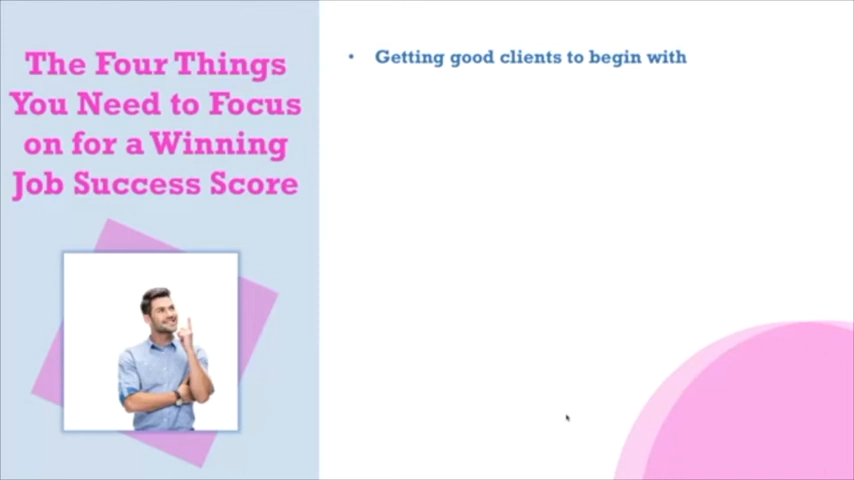 The Four Things
You Need to Focus
on for a Winning
Job Success Score
• Getting good clients to begin with